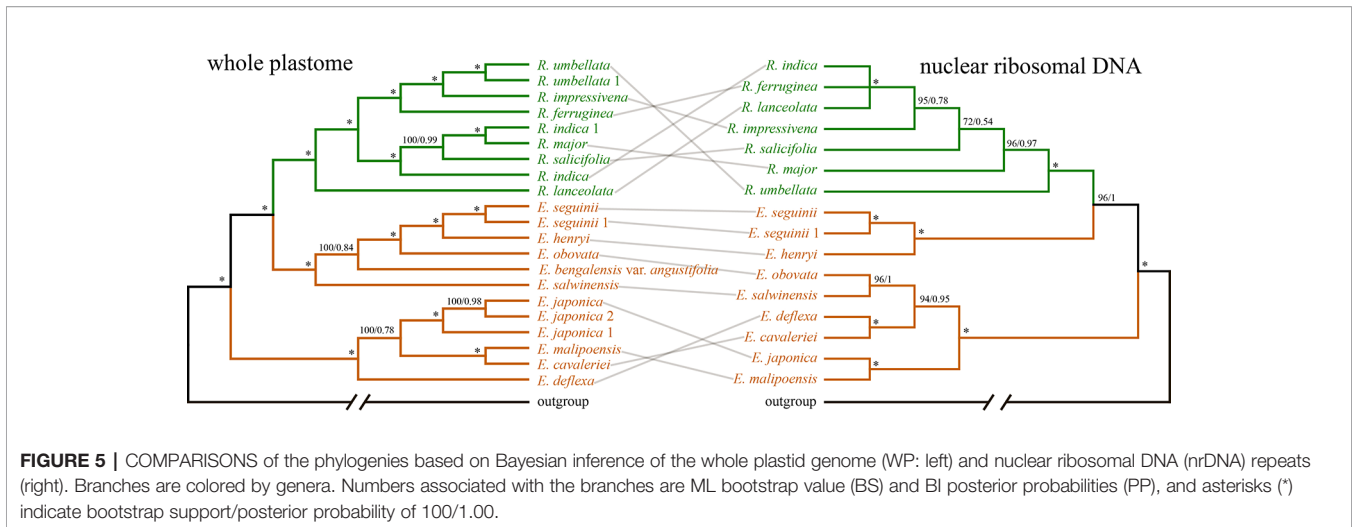 whole plastome
nuclear ribosomal DNA
R. umbellata
R. umbellata 1
R. impressivena
R. ferruginea
R. indica 1
R. major
R. salicifolia
R. indica
R. lanceolata
E. seguinii
E. seguinii 1
E. henryi
E. obovata
E. bengalensis var. angustifolia
E. salwinensis
E. japonica
E. japonica 2
E. japonica 1
E. malipoensis
E. cavaleriei
E. deflexa
outgroup
*
*
*
*
*
*
100/0.99
*
*
*
*
*
*
100/0.84
*
*
100/0.98
*
100/0.78
*
*
R. indica
R. ferruginea
R. lanceolata
R. impressivena
R. salicifolia
R. major
R. umbellata
E. seguinii
E. seguinii 1
E. henryi
E. obovata
E. salwinensis
E. deflexa
E. cavaleriei
E. japonica
E. malipoensis
outgroup
*
95/0.78
72/0.54
96/0.97
*
96/1
*
*
*
96/1
94/0.95
*
*
*
FIGURE 5 | COMPARISONS of the phylogenies based on Bayesian inference of the whole plastid genome (WP: left) and nuclear ribosomal DNA (nrDNA) repeats
(right). Branches are colored by genera. Numbers associated with the branches are ML bootstrap value (BS) and BI posterior probabilities (PP), and asterisks (*)
indicate bootstrap support/posterior probability of 100/1.00.